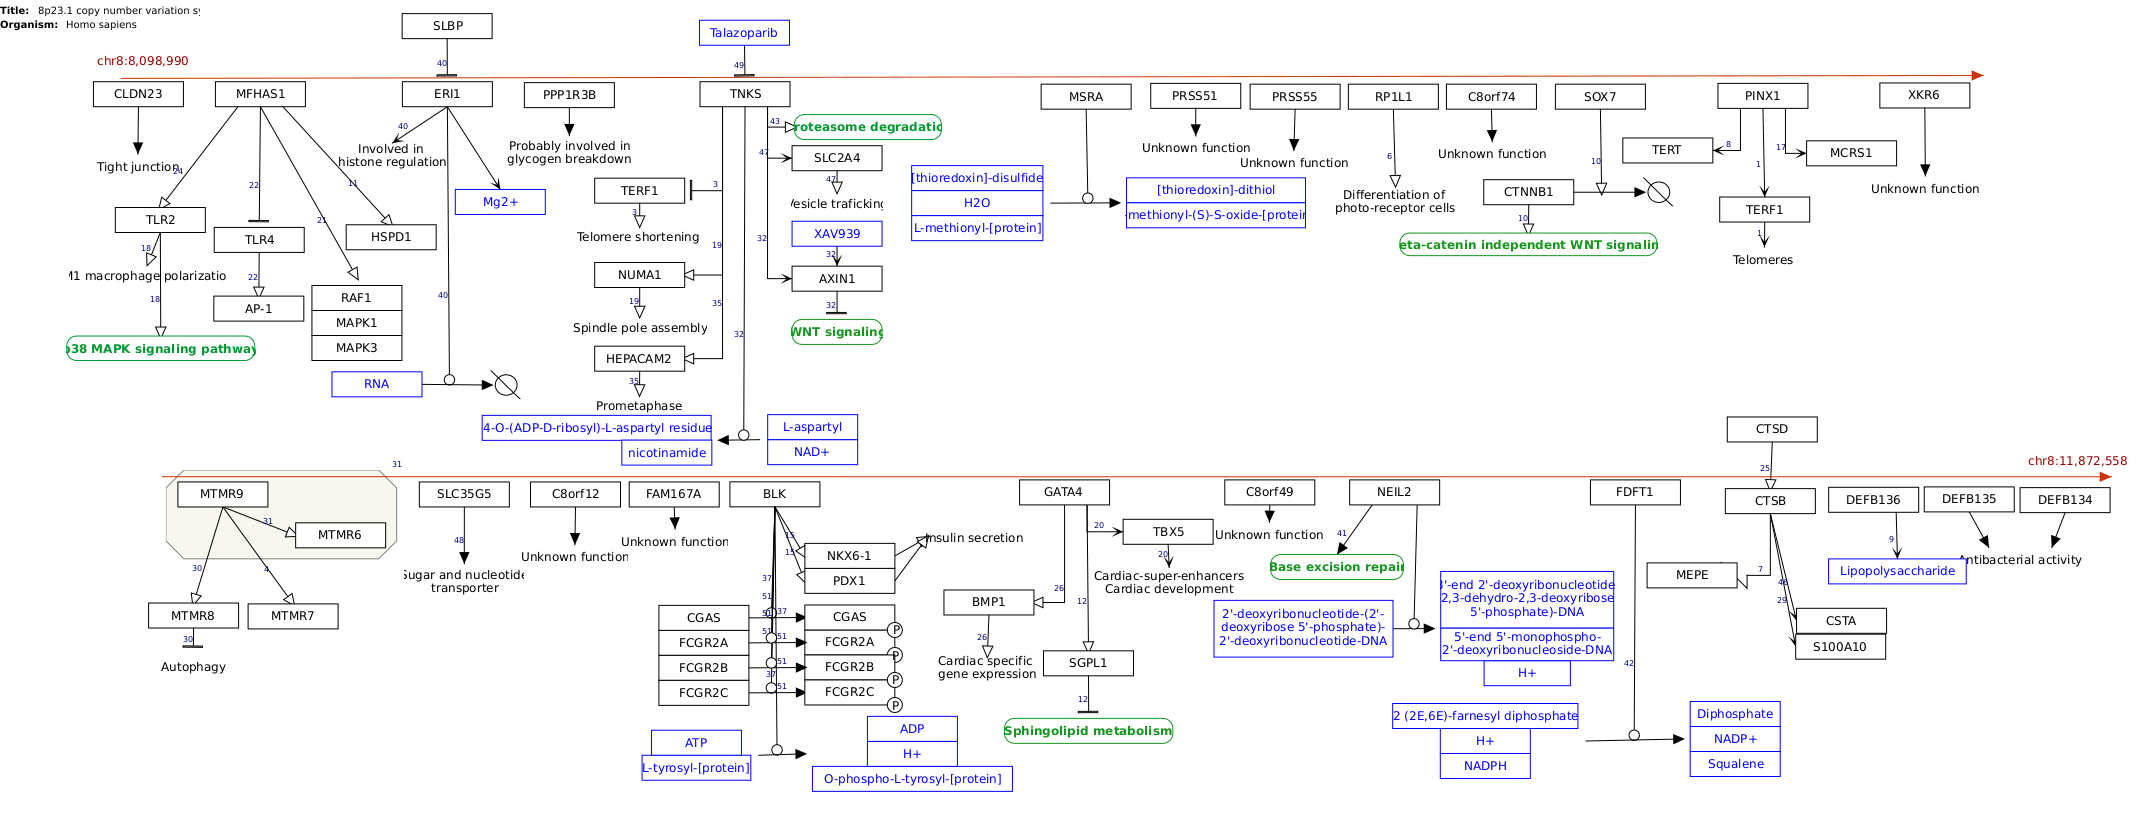 Title: 8p23.1 copy number variation sy
Organism: Homo sapiens
SLBP
Talazoparib
40
49
chr8:8,098,990
CLDN23
MFHAS1
ERI1
PPP1R3B
TNKS
MSRA
PRSS51
PRSS55
RP1L1
C8orf74
SOX7
PINX1
XKR6
Tight junction
24
22
21
11
40
Involved in
histone regulation
Probably involved in
glycogen breakdown
43
roteasome degradatio
47
SLC2A4
47
esicle traficking
XAV939
32
32
AXIN1
32
WNT signaling
3
TERF1
3
Telomere shortening
19
NUMA1
19
Spindle pole assembly
35
HEPACAM2
35
Prometaphase
32
TLR2
18
M1 macrophage polarizatio
18
p38 MAPK signaling pathway
TLR4
22
AP-1
HSPD1
RAF1
MAPK1
MAPK3
Mg2+
40
RNA
4-O-(ADP-D-ribosyl)-L-aspartyl residue
nicotinamide
L-aspartyl
NAD+
[thioredoxin]-disulfide
H2O
L-methionyl-[protein]
[thioredoxin]-dithiol
-methionyl-(S)-S-oxide-[protein
Unknown function
Unknown function
6
Differentiation of
photo-receptor cells
Unknown function
10
CTNNB1
10
eta-catenin independent WNT signalin
TERT
8
1
17
MCRS1
TERF1
1
Telomeres
Unknown function
CTSD
25
chr8:11,872,558
31
MTMR9
SLC35G5
C8orf12
FAM167A
BLK
GATA4
C8orf49
NEIL2
FDFT1
CTSB
DEFB136
DEFB135
DEFB134
31
MTMR6
30
4
MTMR8
MTMR7
30
Autophagy
48
Sugar and nucleotide
transporter
Unknown function
Unknown function
15
15
NKX6-1
PDX1
Insulin secretion
37
51
51
51
37
37
51
51
51
CGAS
FCGR2A
FCGR2B
FCGR2C
CGAS
FCGR2A
FCGR2B
FCGR2C
P
P
P
P
ATP
L-tyrosyl-[protein]
ADP
H+
O-phospho-L-tyrosyl-[protein]
20
TBX5
20
Cardiac-super-enhancers
Cardiac development
26
BMP1
26
Cardiac specific
gene expression
12
SGPL1
12
Sphingolipid metabolism
Unknown function
41
Base excision repair
2'-deoxyribonucleotide-(2'-
deoxyribose 5'-phosphate)-
2'-deoxyribonucleotide-DNA
3'-end 2'-deoxyribonucleotide
2,3-dehydro-2,3-deoxyribose
5'-phosphate)-DNA
5'-end 5'-monophospho-
2'-deoxyribonucleoside-DNA
H+
42
2 (2E,6E)-farnesyl diphosphate
H+
NADPH
Diphosphate
NADP+
Squalene
7
MEPE
46
29
CSTA
S100A10
9
Lipopolysaccharide
Antibacterial activity